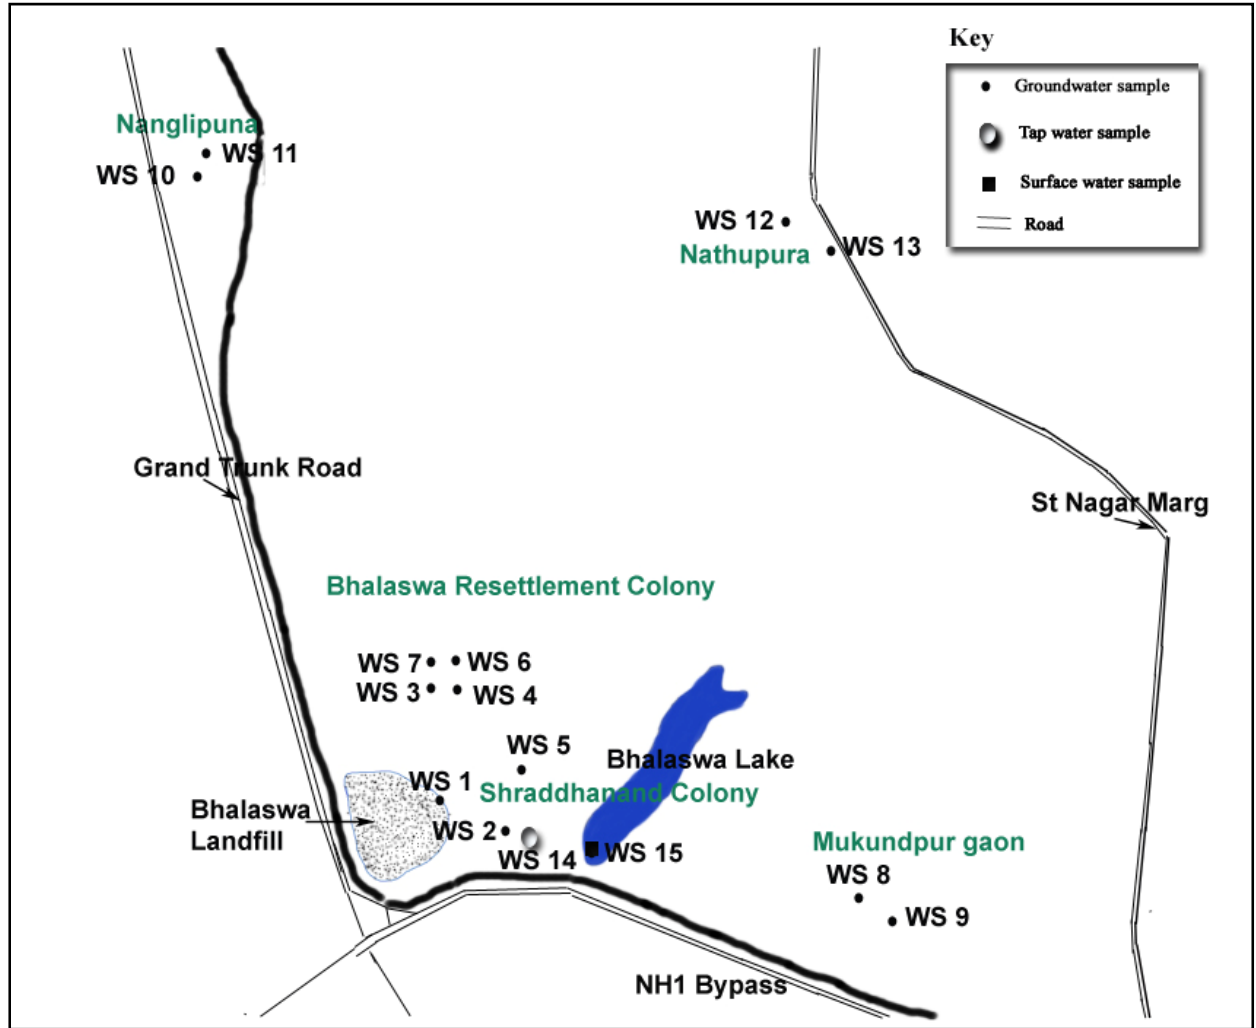 Key
Groundwater sample
Tap water sample
Surface water sample
Road
Nanglipuna
WS 11
WS 10
WS 12
Nathupura
WS 13
Grand Trunk Road
St Nagar Marg
Bhalaswa Resettlement Colony
WS 7
WS 6
WS 3
WS 4
WS 5
Bhalaswa Lake
WS 1
Shraddhanand Colony
Bhalaswa
Landfill
WS 2
WS 14
WS 15
Mukundpur gaon
WS 8
WS 9
NH1 Bypass